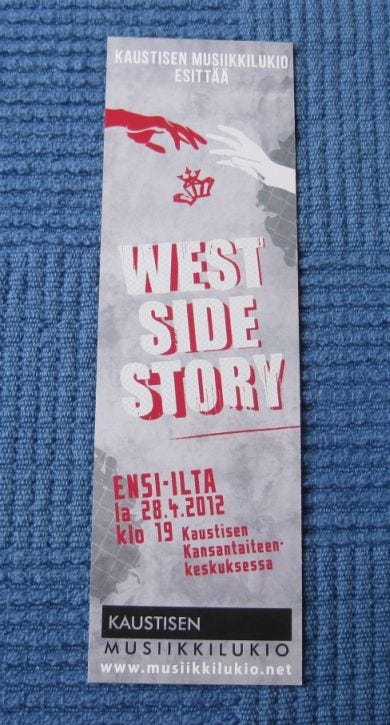 KAUSTISEN MUSIIKKILUKIO
ESITTÄÄ
WEST
SIDE
STORY
ENSI-ILTA
la 28.4.2012
klo 19 Kaustisen
Kansantaiteen-
keskuksessa
KAUSTISEN
MUSIIKKILUKIO
www.musiikkilukio.net